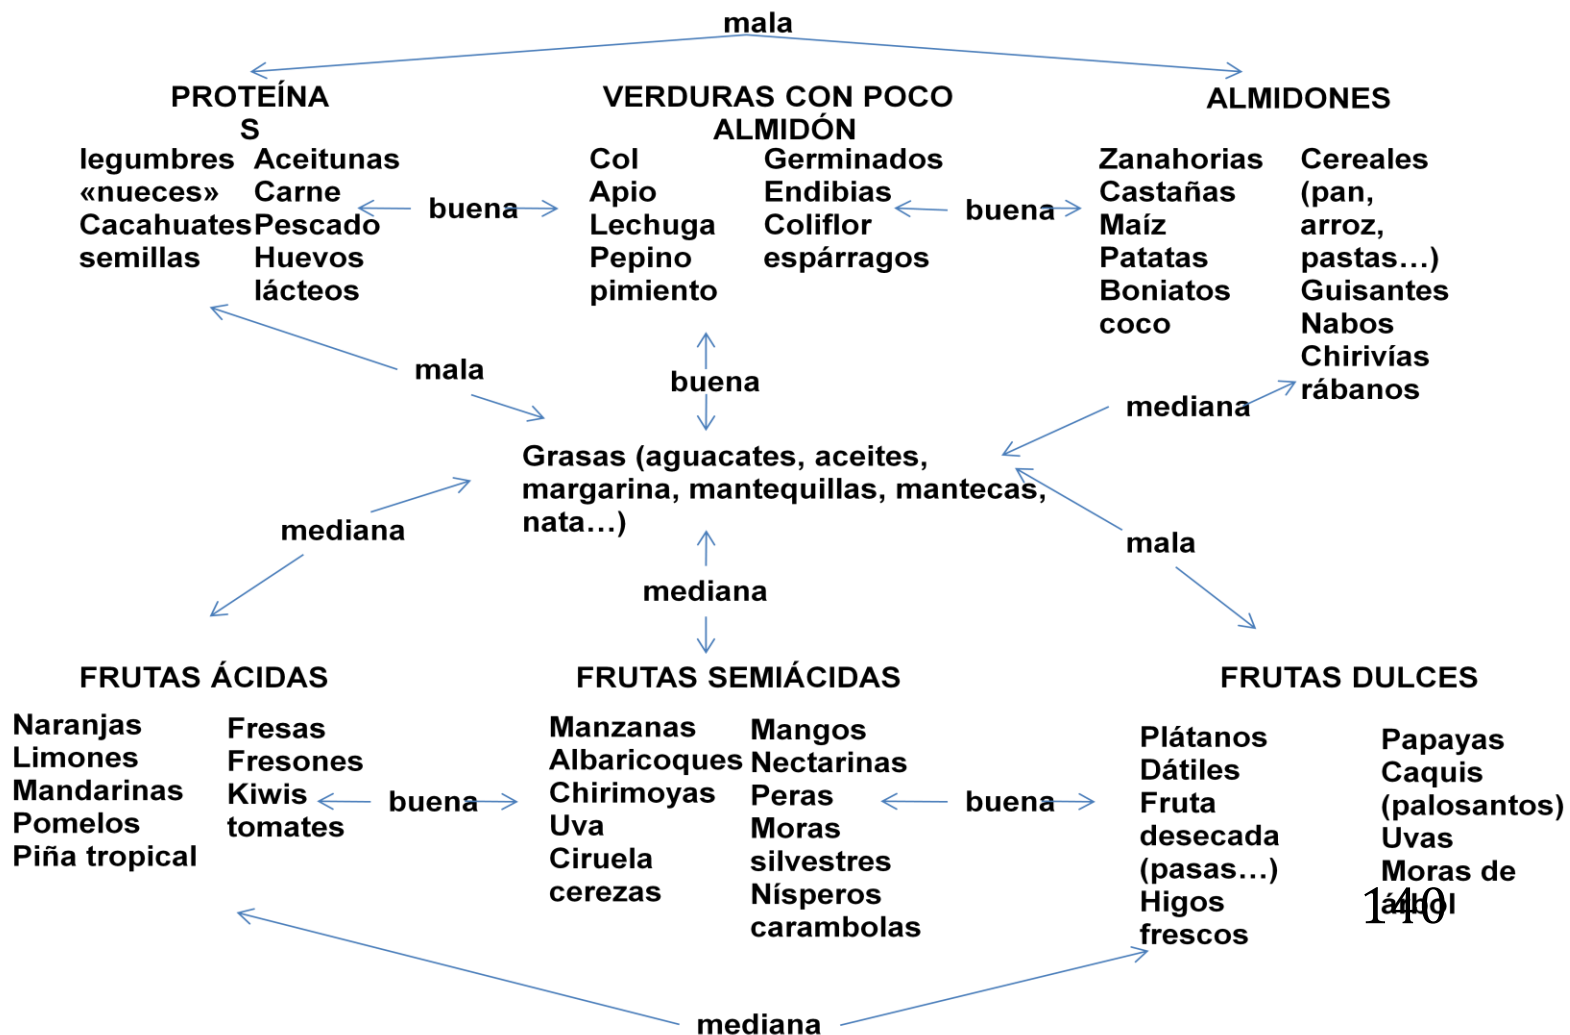 mala
PROTEÍNA
S
legumbres
«nueces»
Cacahuates
semillas
Aceitunas
Carne
Pescado
Huevos
lácteos
buena
VERDURAS CON POCO
ALMIDÓN
Col
Apio
Lechuga
Pepino
pimiento
Germinados
Endibias
Coliflor
espárragos
buena
ALMIDONES
Zanahorias
Castañas
Maíz
Patatas
Boniatos
coco
Cereales
(pan,
arroz,
pastas...)
Guisantes
Nabos
Chirivías
rábanos
mala
buena
mediana
Grasas (aguacates, aceites,
margarina, mantequillas, mantecas,
nata...)
mediana
mediana
mala
FRUTAS ÁCIDAS
Naranjas
Limones
Mandarinas
Pomelos
Piña tropical
Fresas
Fresones
Kiwis
tomates
buena
FRUTAS SEMIÁCIDAS
Manzanas
Albaricoques
Chirimoyas
Uva
Ciruela
cerezas
Mangos
Nectarinas
Peras
Moras
silvestres
Nísperos
carambolas
buena
FRUTAS DULCES
Plátanos
Dátiles
Fruta
desecada
(pasas...)
Higos
frescos
Papayas
Caquis
(palosantos)
Uvas
Moras de
árbol
140
mediana